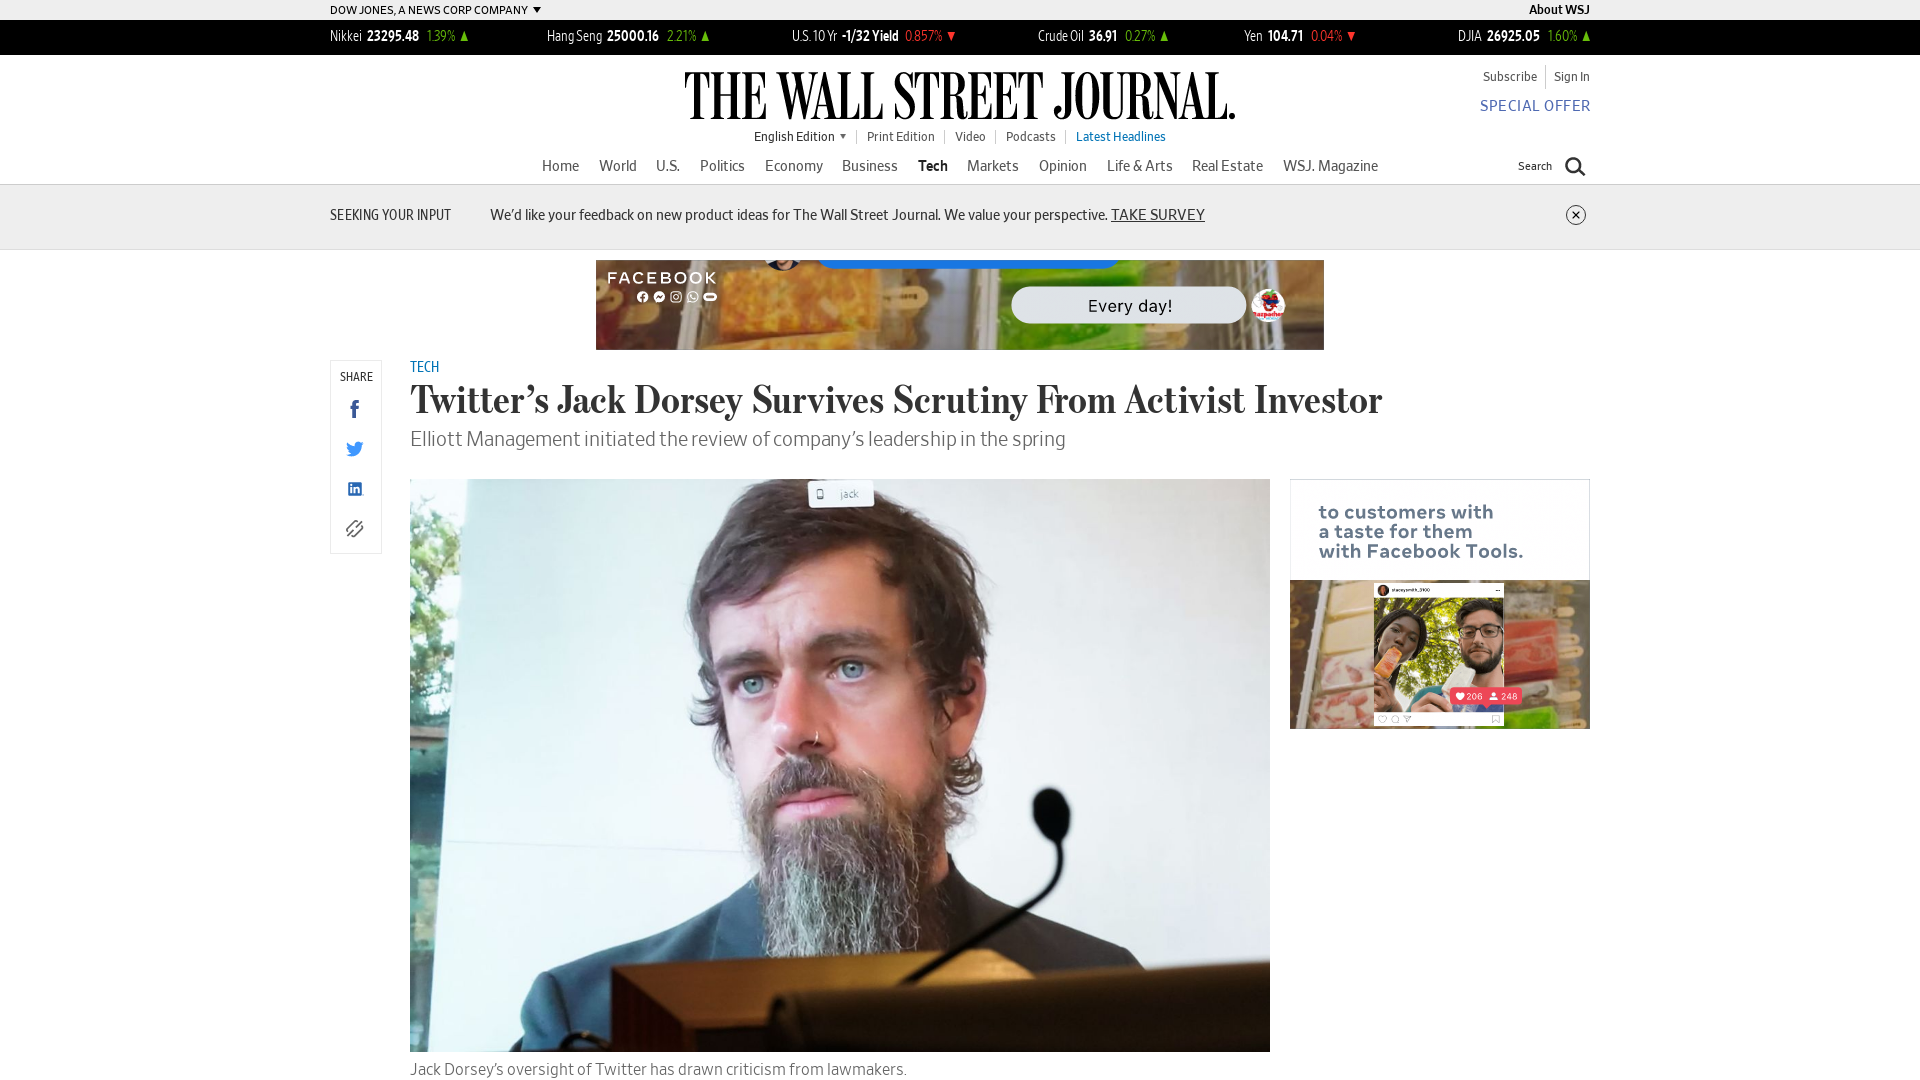 DOW JONES, A NEWS CORP COMPANY
About WSJ
Nikkei 23295.48 1.39%
Hang Seng 25000.16 2.21%
U.S. 10 Yr -1/32 Yield 0.857%
Crude Oil 36.91 0.27%
Yen 104.71 0.04%
DJIA 26925.05 1.60%
THE WALL STREET JOURNAL.
Subscribe
Sign In
SPECIAL OFFER
English Edition
Print Edition
Video
Podcasts
Latest Headlines
Home
World
U.S.
Politics
Economy
Business
Tech
Markets
Opinion
Life & Arts
Real Estate
WSJ. Magazine
Search
SEEKING YOUR INPUT
We’d like your feedback on new product ideas for The Wall Street Journal. We value your perspective. TAKE SURVEY
FACEBOOK
Every day!
SHARE
TECH
Twitter’s Jack Dorsey Survives Scrutiny From Activist Investor
Elliott Management initiated the review of company’s leadership in the spring
jack
to customers with
a taste for them
with Facebook Tools.
staceysmith_3100
206
248
Jack Dorsey’s oversight of Twitter has drawn criticism from lawmakers.